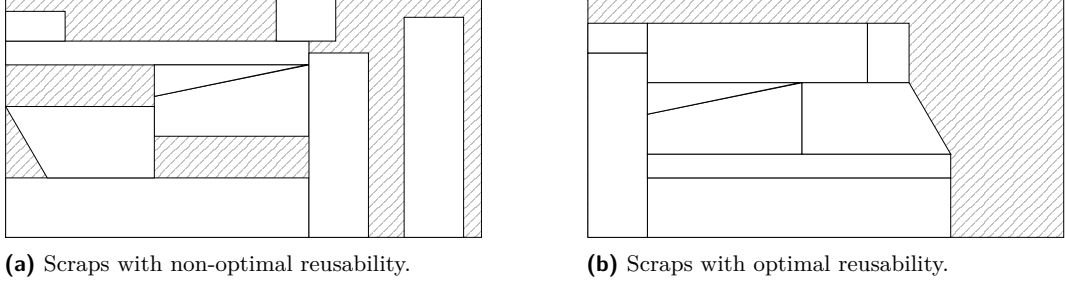 (a) Scraps with non-optimal reusability.
(b) Scraps with optimal reusability.